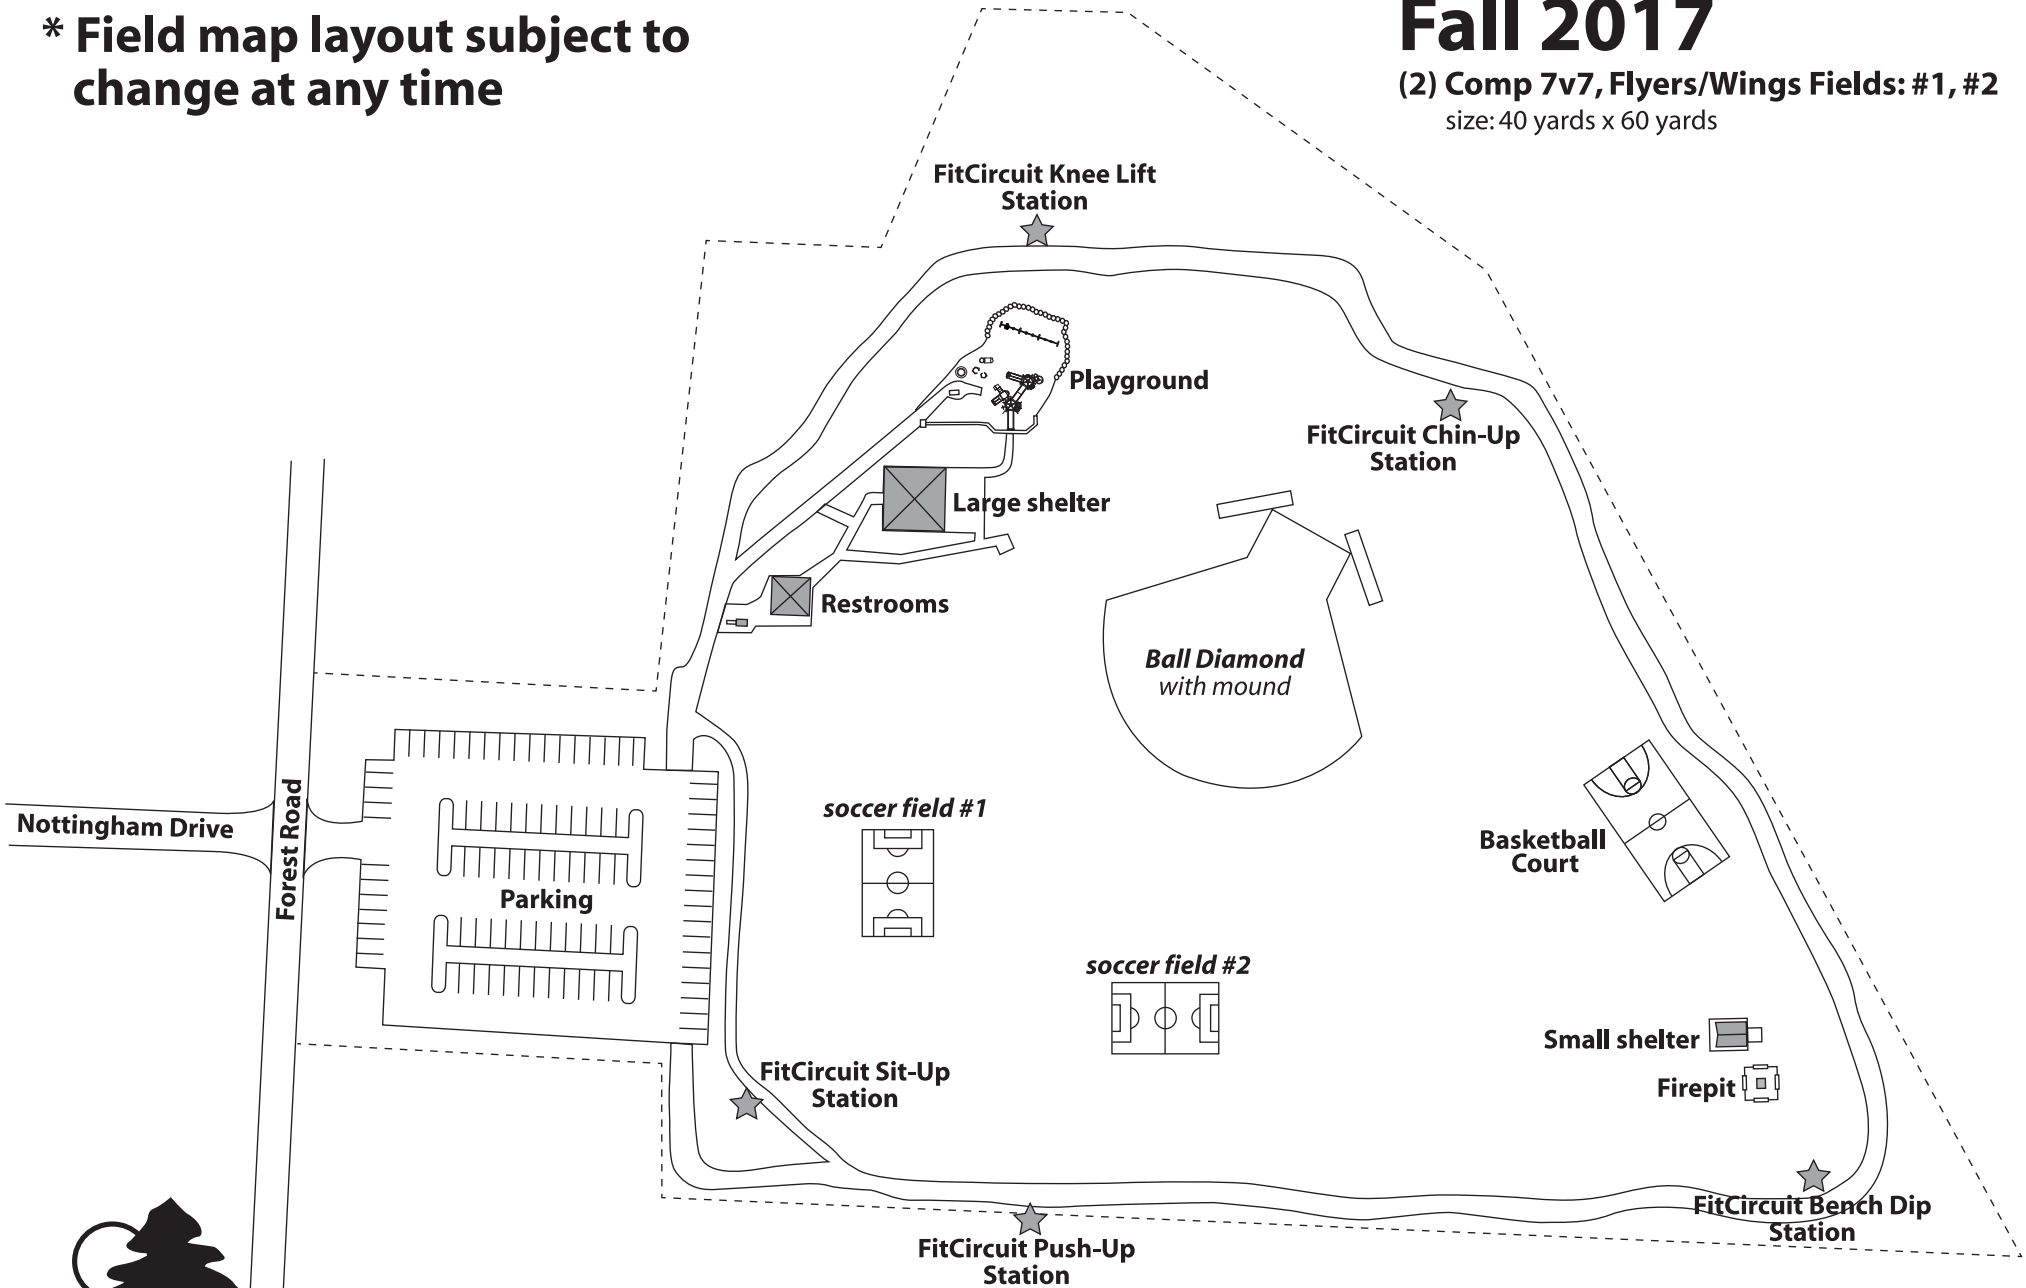 * Field map layout subject to
change at any time
Fall 2017
(2) Comp 7v7, Flyers/Wings Fields: #1, #2
size: 40 yards x 60 yards
FitCircuit Knee Lift
Station
Playground
FitCircuit Chin-Up
Station
Large shelter
Restrooms
Ball Diamond
with mound
soccer field #1
Nottingham Drive
Forest Road
Basketball
Court
Parking
soccer field #2
Small shelter
FitCircuit Sit-Up
Station
Firepit
FitCircuit Bench Dip
Station
FitCircuit Push-Up
Station